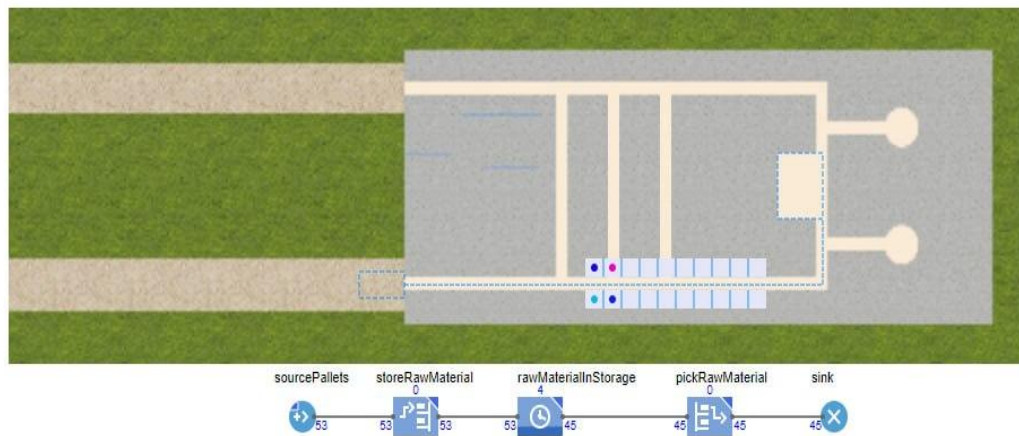 sourcePallets storeRawMaterial rawMaterialInStorage pickRawMaterial sink
0 4 0
53 53 53 53 45 45 45 45